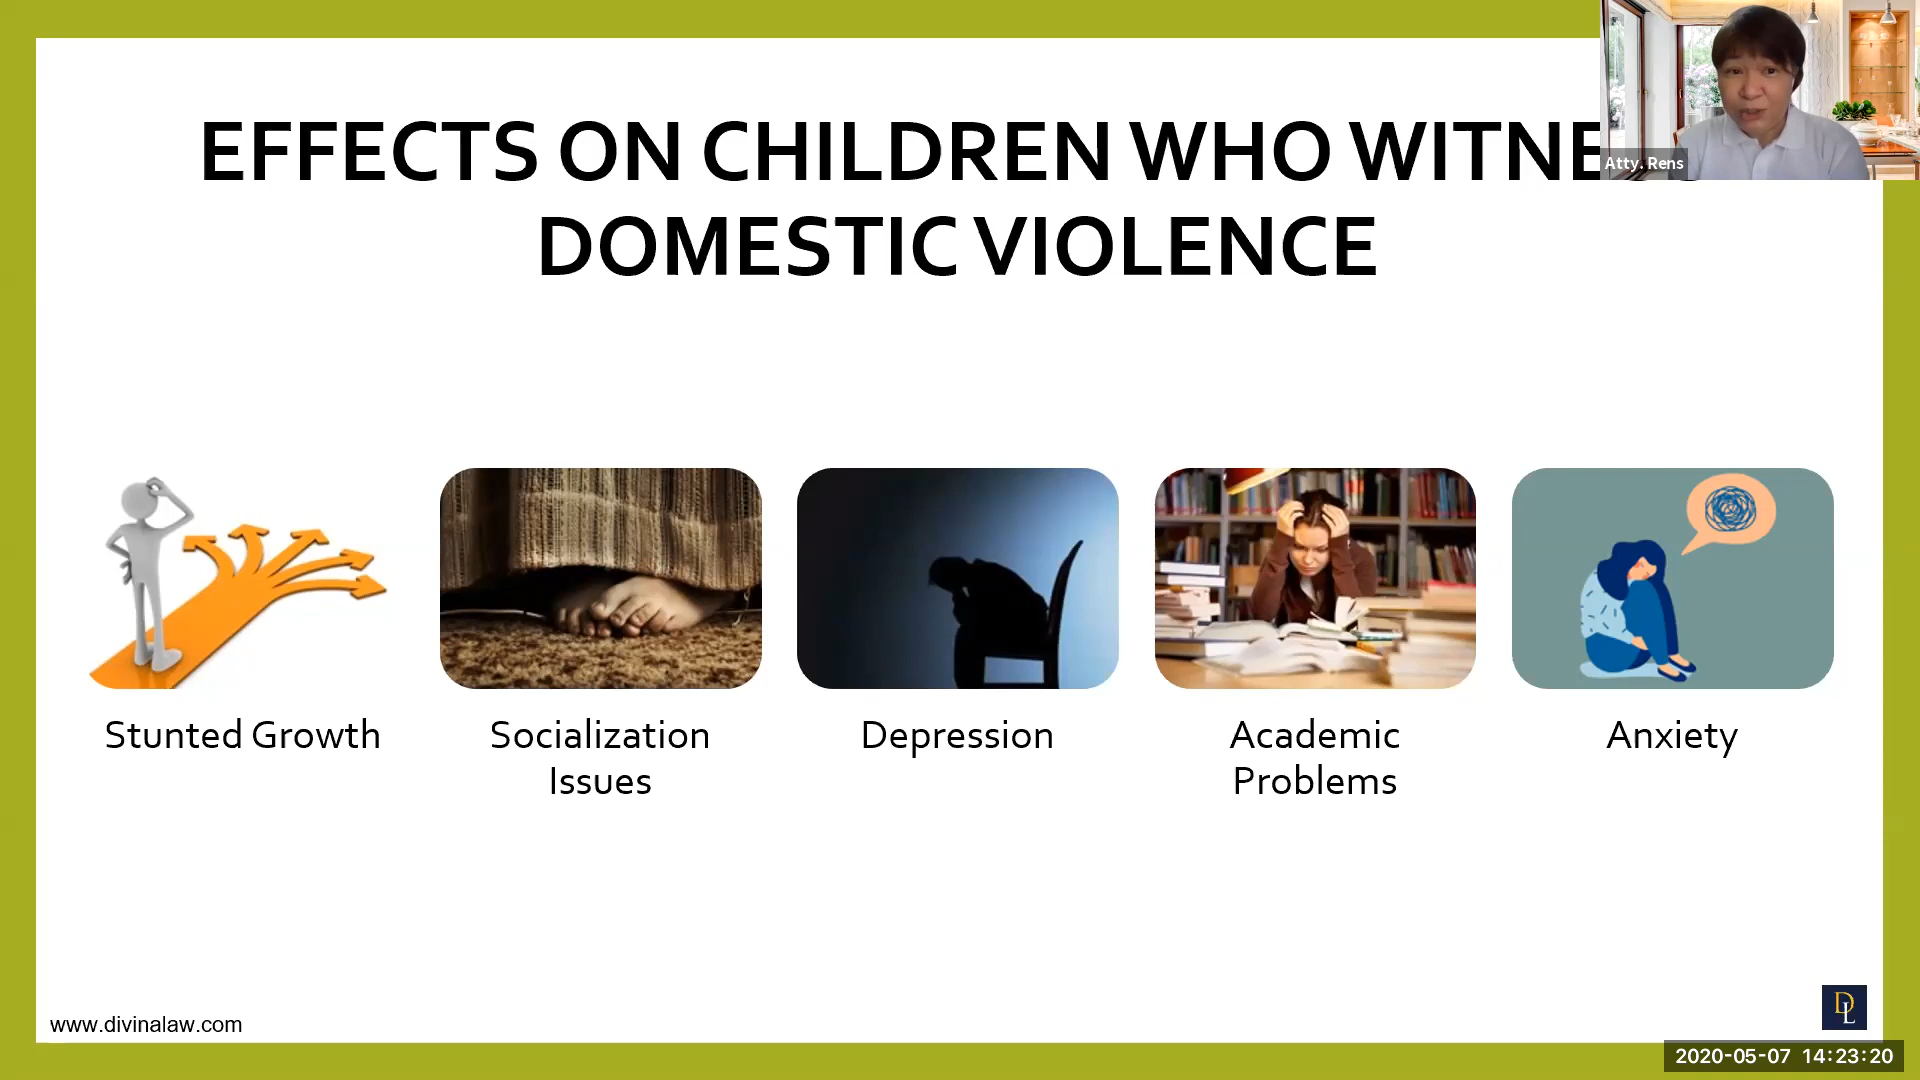 EFFECTS ON CHILDREN WHO WITNE
DOMESTIC VIOLENCE
Atty. Rens
Stunted Growth
Socialization
Issues
Depression
Academic
Problems
Anxiety
www.divinalaw.com
DL
2020-05-07 14:23:20